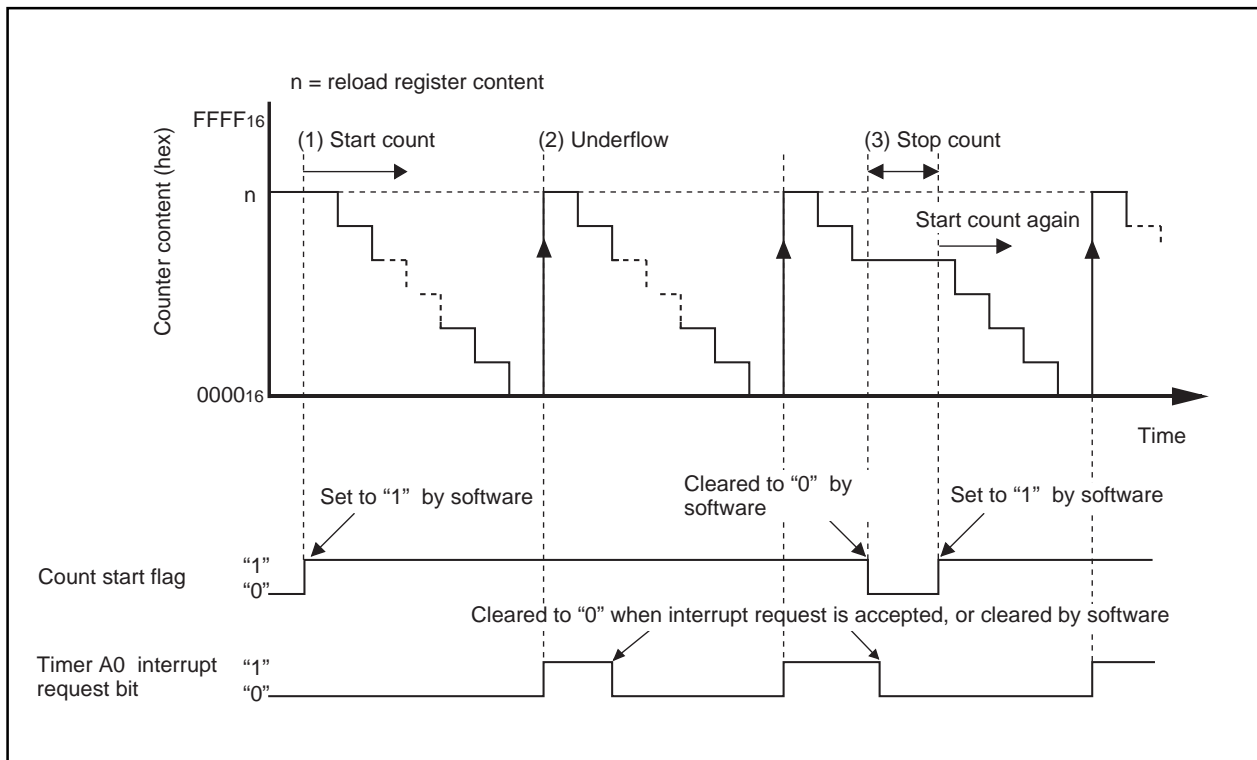 n = reload register content
FFFF16
(1) Start count
(2) Underflow
(3) Stop count
n
Start count again
Counter content (hex)
000016
Time
Set to “1” by software
Cleared to “0” by
software
Set to “1” by software
Count start flag
“1”
“0”
Cleared to “0” when interrupt request is accepted, or cleared by software
Timer A0 interrupt
request bit
“1”
“0”